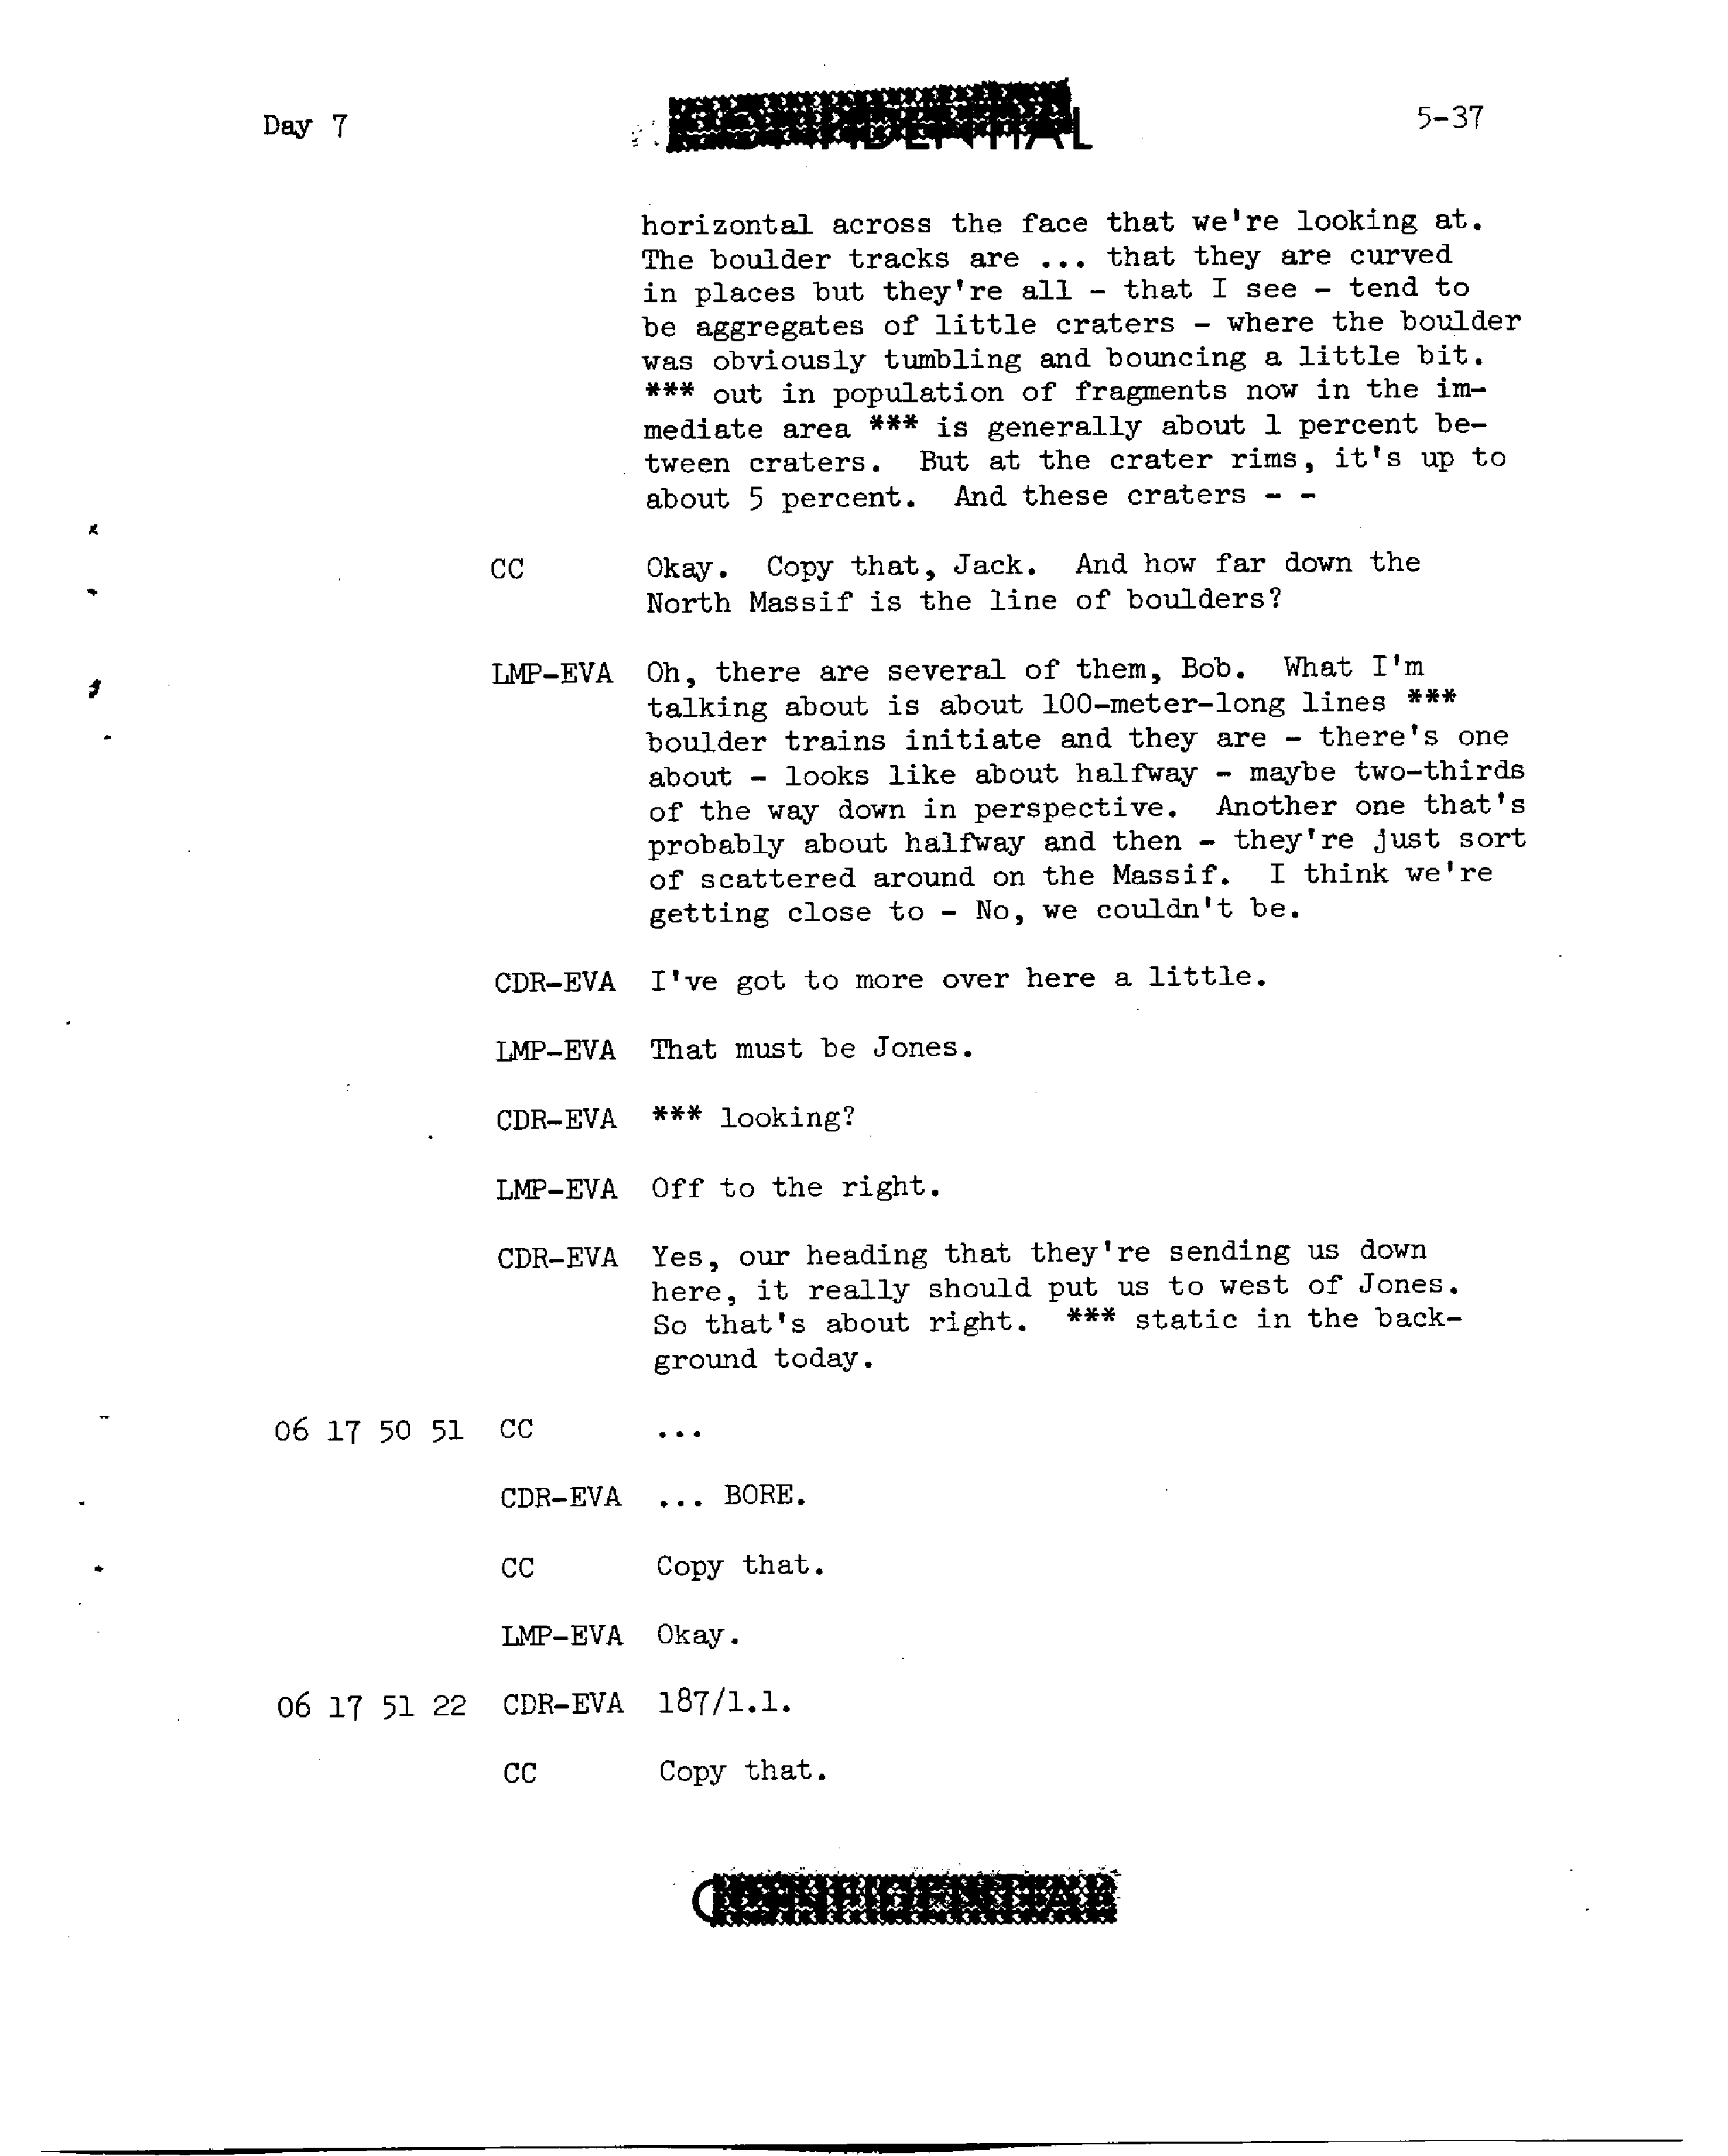 Day 7 CONFIDENTIAL 5-37
horizontal across the face that we're looking at.
The boulder tracks are ... that they are curved
in places but they're all - that I see - tend to
be aggregates of little craters - where the boulder
was obviously tumbling and bouncing a little bit.
*** out in population of fragments now in the im-
mediate area *** is generally about 1 percent be-
tween craters. But at the crater rims, it's up to
about 5 percent. And these craters - -
CC Okay. Copy that, Jack. And how far down the
North Massif is the line of boulders?
LMP-EVA Oh, there are several of them, Bob. What I'm
talking about is about 100-meter-long lines ***
boulder trains initiate and they are - there's one
about - looks like about halfway - maybe two-thirds
of the way down in perspective. Another one that's
probably about halfway and then - they're just sort
of scattered around on the Massif. I think we're
getting close to - No, we couldn't be.
CDR-EVA I've got to more over here a little.
LMP-EVA That must be Jones.
CDR-EVA *** looking?
LMP-EVA Off to the right.
CDR-EVA Yes, our heading that they're sending us down
here, it really should put us to west of Jones.
So that's about right. *** static in the back-
ground today.
06 17 50 51 CC ...
CDR-EVA ... BORE.
CC Copy that.
LMP-EVA Okay.
06 17 51 22 CDR-EVA 187/1.1.
CC Copy that.
CONFIDENTIAL